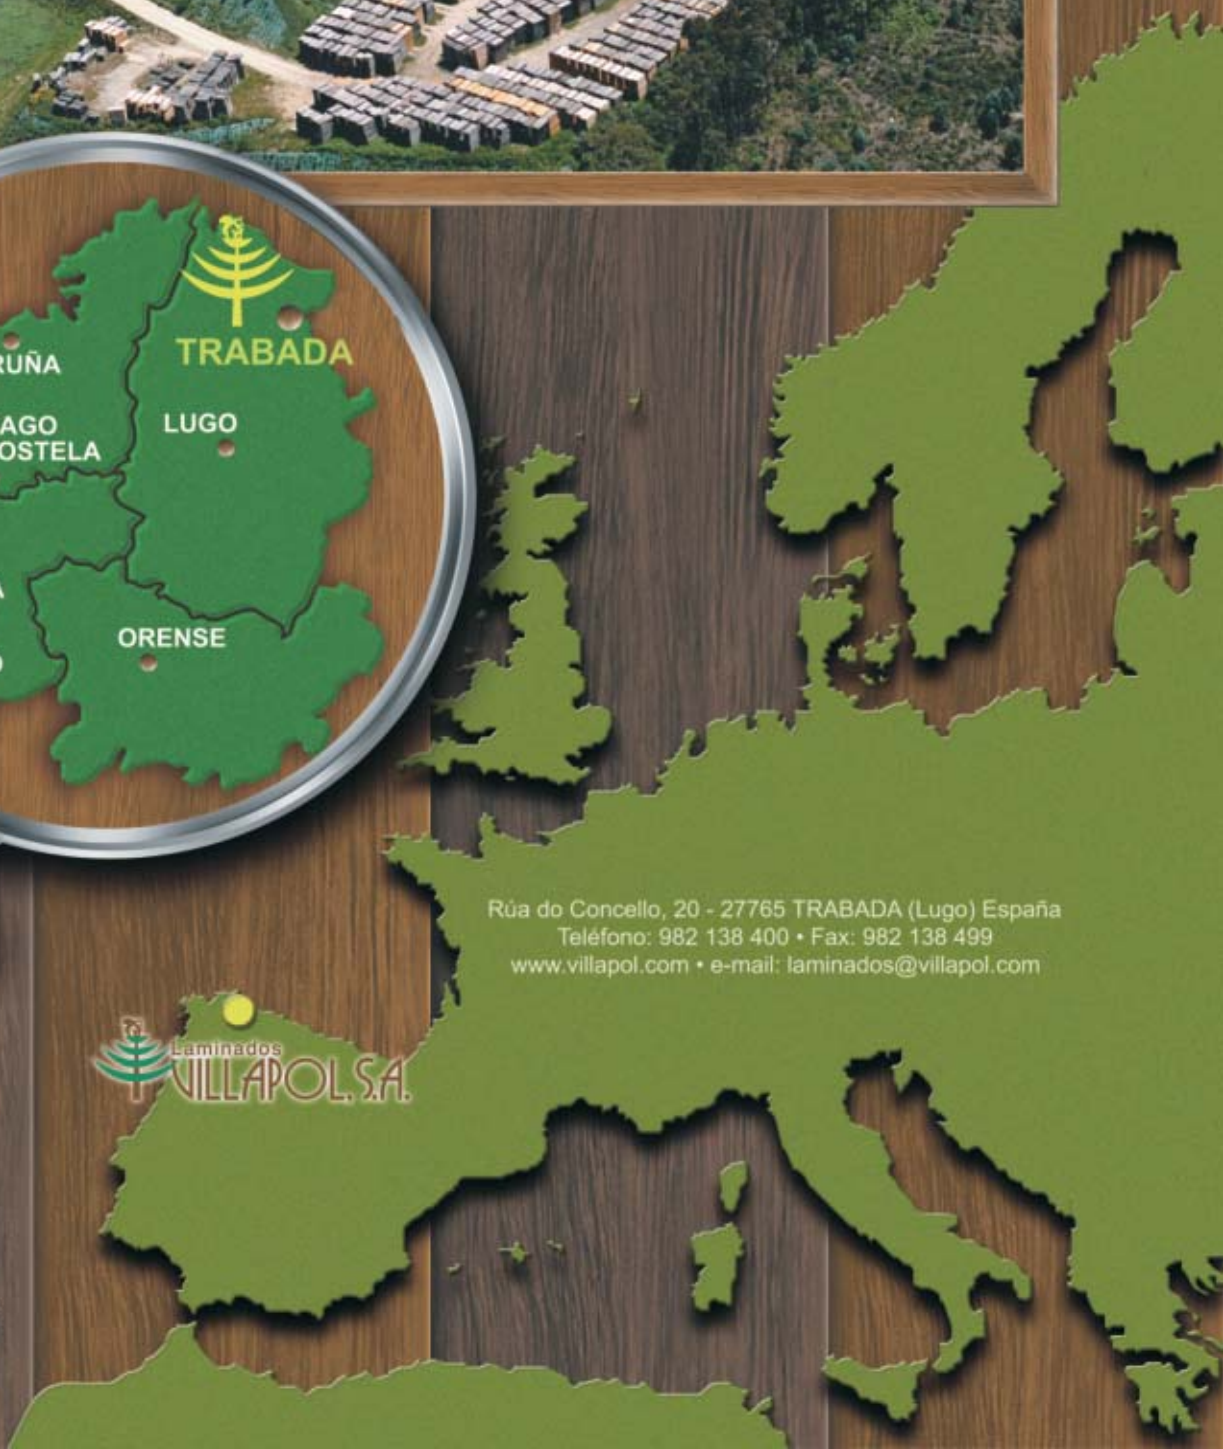 TRABADA
RUÑA
LUGO
AGO
OSTELA
A
ORENSE
O
Rúa do Concello, 20 - 27765 TRABADA (Lugo) España
Teléfono: 982 138 400 • Fax: 982 138 499
www.villapol.com • e-mail: laminados@villapol.com
Laminados
VILLAPOL, S.A.